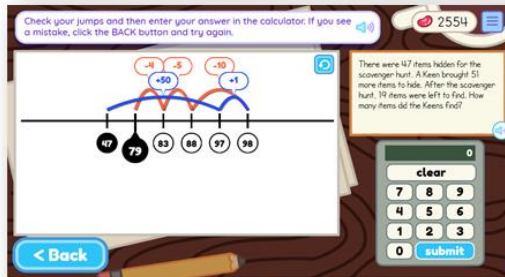 Check your jumps and then enter your answer in the calculator. If you see
a mistake, click the BACK button and try again.
2554
There were 47 items hidden for the
scavenger hunt. A Keen brought 51
more items to hide. After the scavenger
hunt, 19 items were left to find. How
many items did the Keens find?
-4 -5 -10
+50 +1
47 79 83 88 97 98
0
clear
7 8 9
4 5 6
1 2 3
0 submit
< Back